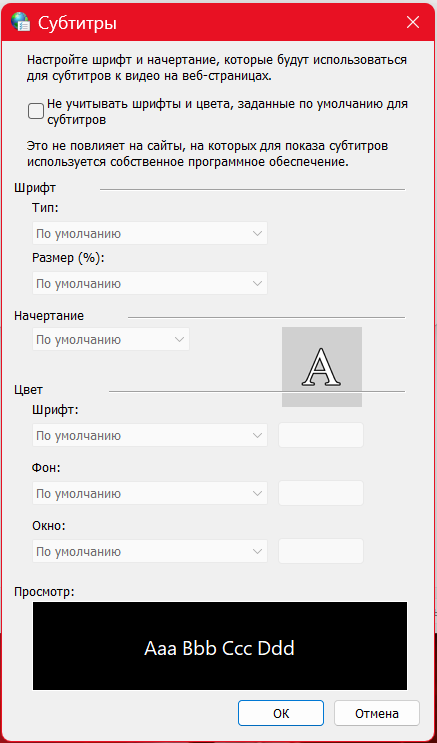 Субтитры
Настройте шрифт и начертание, которые будут использоваться
для субтитров к видео на веб-страницах.
Не учитывать шрифты и цвета, заданные по умолчанию для
субтитров
Это не повлияет на сайты, на которых для показа субтитров
используется собственное программное обеспечение.
Шрифт
Тип:
По умолчанию
Размер (%):
По умолчанию
Начертание
По умолчанию
A
Цвет
Шрифт:
По умолчанию
Фон:
По умолчанию
Окно:
По умолчанию
Просмотр:
Aaa Bbb Ccc Ddd
ОК
Отмена